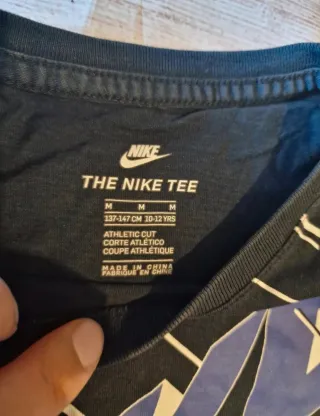 NIKE
THE NIKE TEE
M M M
137-147 CM 10-12 YRS
ATHLETIC CUT
CORTE ATLÉTICO
COUPE ATHLÉTIQUE
MADE IN CHINA
FABRIQUÉ EN CHINE